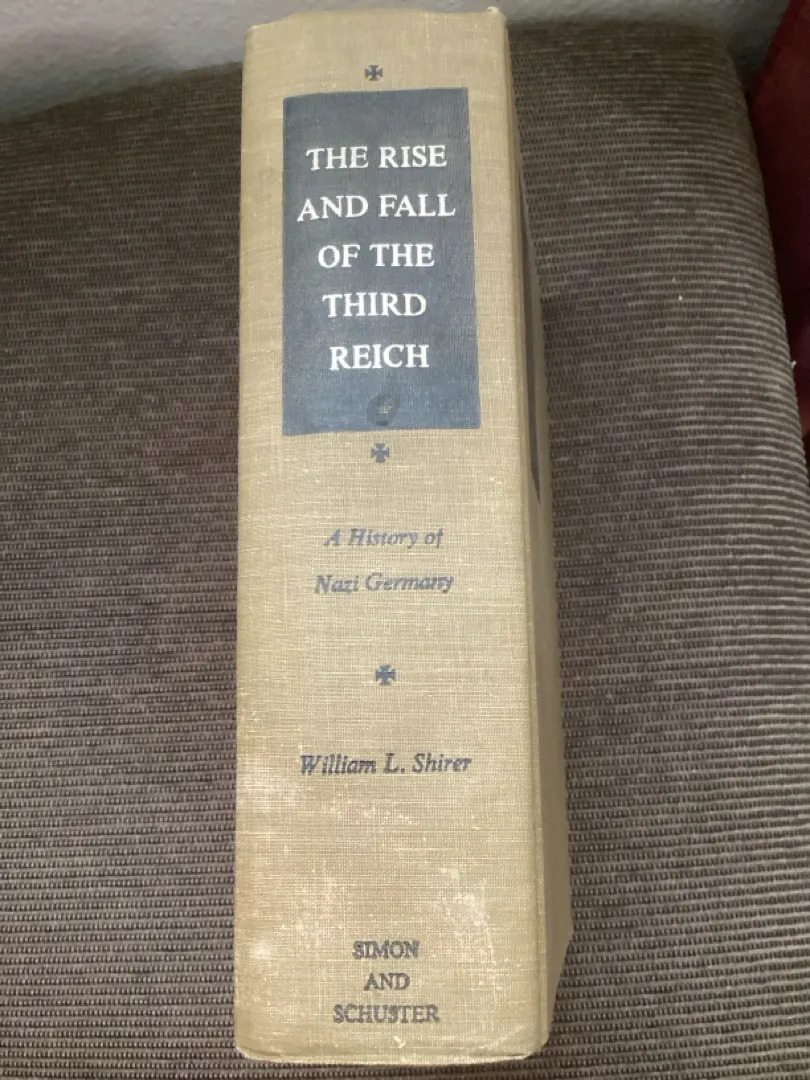 THE RISE
AND FALL
OF THE
THIRD
REICH
A History of
Nazi Germany
William L. Shirer
SIMON
AND
SCHUSTER